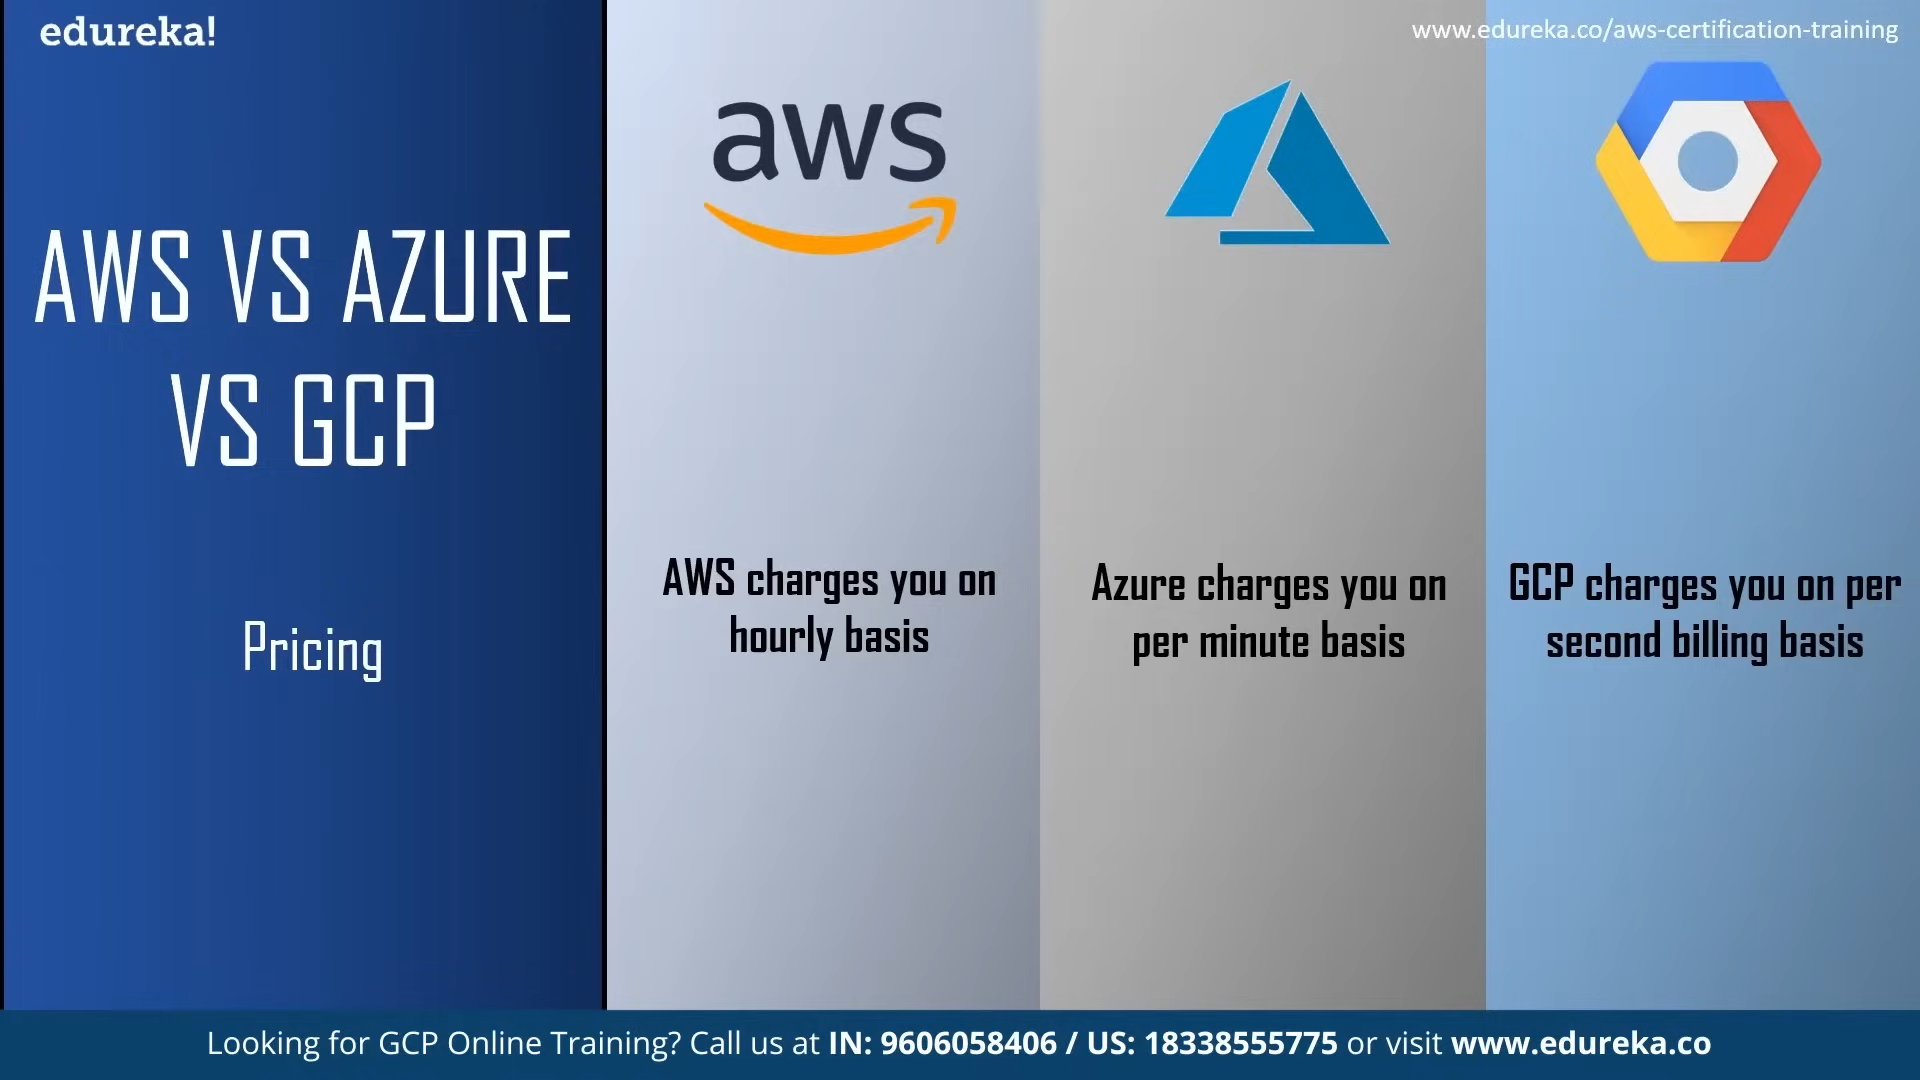 edureka!
www.edureka.co/aws-certification-training
AWS VS AZURE
VS GCP
Pricing
aws
AWS charges you on
hourly basis
Azure charges you on
per minute basis
GCP charges you on per
second billing basis
Looking for GCP Online Training? Call us at IN: 9606058406 / US: 18338555775 or visit www.edureka.co